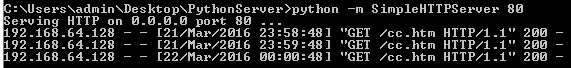 C:\Users\admin\Desktop\PythonServer>python -m SimpleHTTPServer 80
Serving HTTP on 0.0.0.0 port 80 ...
192.168.64.128 - - [21/Mar/2016 23:58:48] "GET /cc.htm HTTP/1.1" 200 -
192.168.64.128 - - [21/Mar/2016 23:59:48] "GET /cc.htm HTTP/1.1" 200 -
192.168.64.128 - - [22/Mar/2016 00:00:48] "GET /cc.htm HTTP/1.1" 200 -